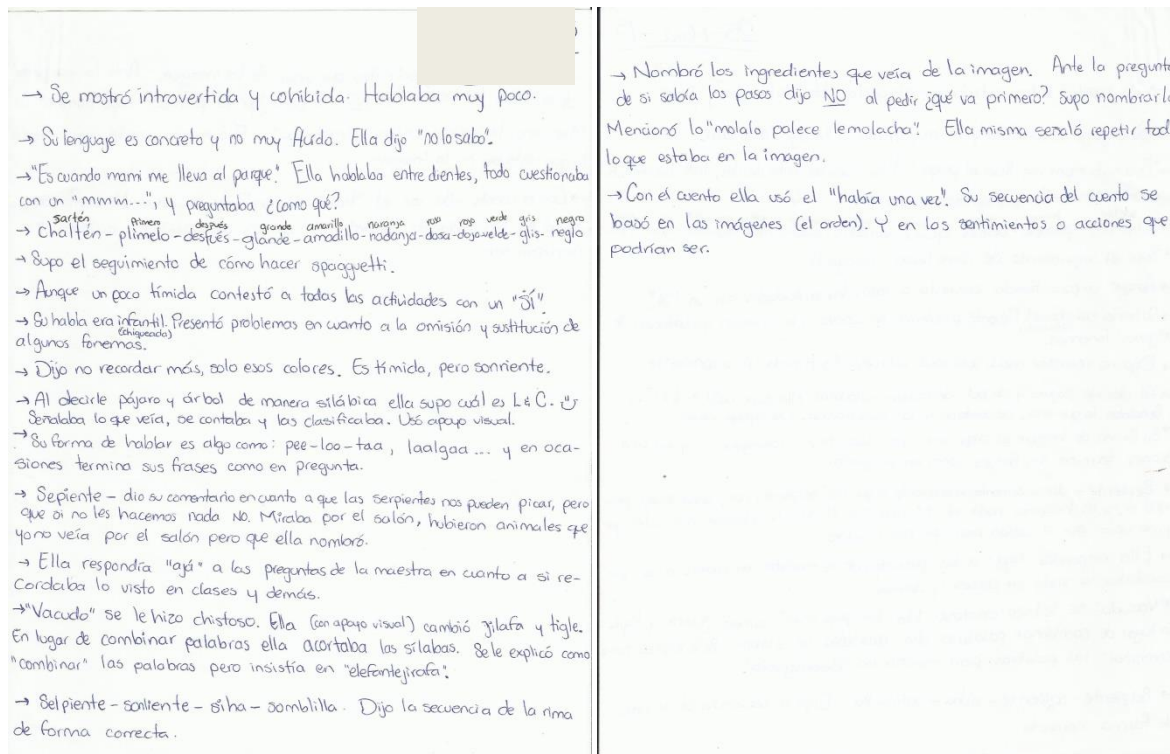 → Se mostró introvertida y cohibida. Hablaba muy poco.
→ Su lenguaje es concreto y no muy fluido. Ella dijo "no lo sabo".
→ "Es cuando mami me lleva al parque". Ella hablaba entre dientes, todo cuestionaba
con un "mmm...", y preguntaba ¿Como qué?
sartén primero después grande amarillo naranja rosa rojo verde gris negro
→ chaltén - plimelo - destués - glande - amadillo - nadanja - dosa - dojo - velde - glis - neglo
→ Supo el seguimiento de cómo hacer spagguetti.
→ Aunque un poco tímida contestó a todas las actividades con un "SÍ".
→ Su habla era infantil. Presentó problemas en cuanto a la omisión y sustitución de
(chiqueado)
algunos fonemas.
→ Dijo no recordar más, solo esos colores. Es tímida, pero sonriente.
→ Al decirle pájaro y árbol de manera silábica ella supo cuál es L & C.
Señalaba lo que veía, se contaba y las clasificaba. Usó apoyo visual.
→ Su forma de hablar es algo como: pee-loo-taa, laalgaa... y en oca-
siones termina sus frases como en pregunta.
→ Sepiente - dio su comentario en cuanto a que las serpientes nos pueden picar, pero
que si no les hacemos nada NO. Miraba por el salón, hubieron animales que
yo no veía por el salón pero que ella nombró.
→ Ella respondía "ajá" a las preguntas de la maestra en cuanto a si re-
cordaba lo visto en clases y demás.
→ "Vacudo" se le hizo chistoso. Ella (con apoyo visual) cambió jilafa y tigle.
En lugar de combinar palabras ella acortaba las sílabas. Se le explicó como
"combinar" las palabras pero insistía en "elefantejirafa".
→ Selpiente - sonliente - siha - somblilla. Dijo la secuencia de la rima
de forma correcta.
→ Nombró los ingredientes que veía de la imagen. Ante la pregunta
de si sabía los pasos dijo NO al pedir ¿qué va primero? Supo nombrarlo
Mencionó lo "molalo palece lemolacha". Ella misma señaló repetir tod
lo que estaba en la imagen.
→ Con el cuento ella usó el "había una vez". Su secuencia del cuento se
basó en las imágenes (el orden). Y en los sentimientos o acciones que
podrían ser.